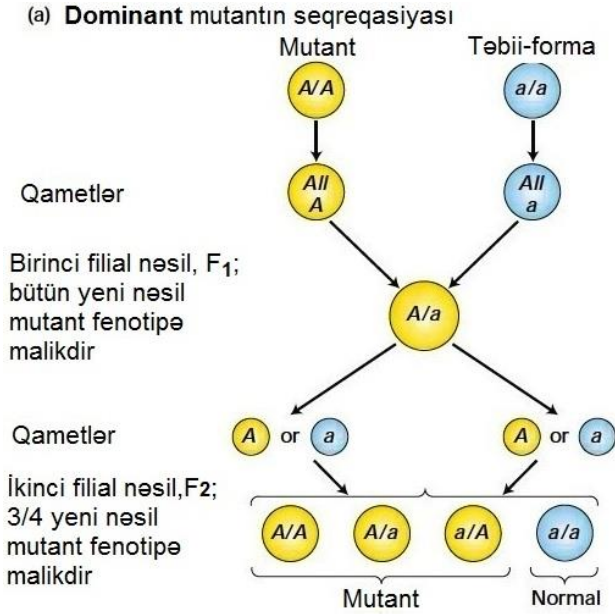 (a) Dominant mutantın seqreqasiyası
Mutant Təbii-forma
A/A a/a
Qametlər
All
A
All
a
Birinci filial nəsil, F1;
bütün yeni nəsil
mutant fenotipə
malikdir
A/a
Qametlər
A or a A or a
İkinci filial nəsil,F2;
3/4 yeni nəsil
mutant fenotipə
malikdir
A/A A/a a/A a/a
Mutant Normal